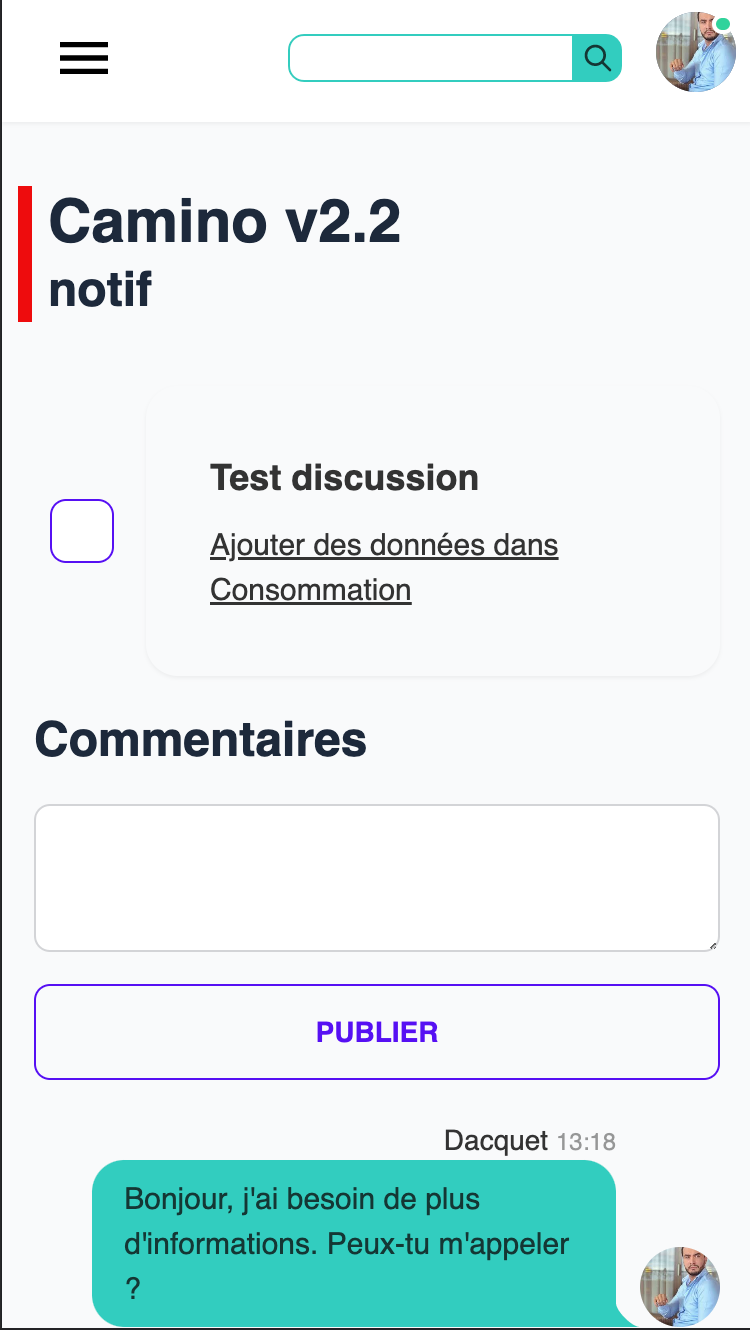 Camino v2.2
notif
Test discussion
Ajouter des données dans
Consommation
Commentaires
PUBLIER
Dacquet 13:18
Bonjour, j'ai besoin de plus
d'informations. Peux-tu m'appeler
?